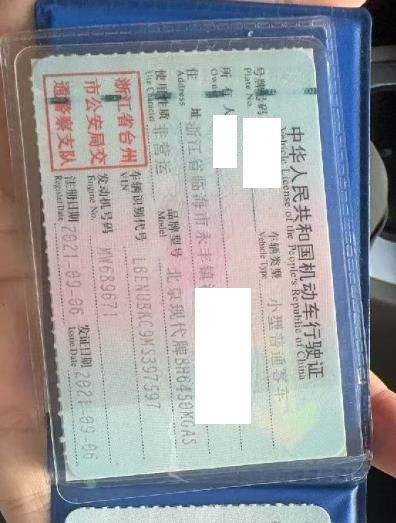 中华人民共和国机动车行驶证
Vehicle License of the People's Republic of China
号牌号码
Plate No.
车辆类型 小型普通客车
Vehicle Type
所有人
Owner
住址 浙江省临海市永丰镇
Address
使用性质 非营运
Use Character
品牌型号 北京现代牌BH6450MGAS
Model
浙江省台州
市公安局交
通警察支队
车辆识别代号 LBENUBKC9MS397597
VIN
发动机号码 MW689671
Engine No.
注册日期 2021-09-06
Register Date
发证日期 2021-09-06
Issue Date